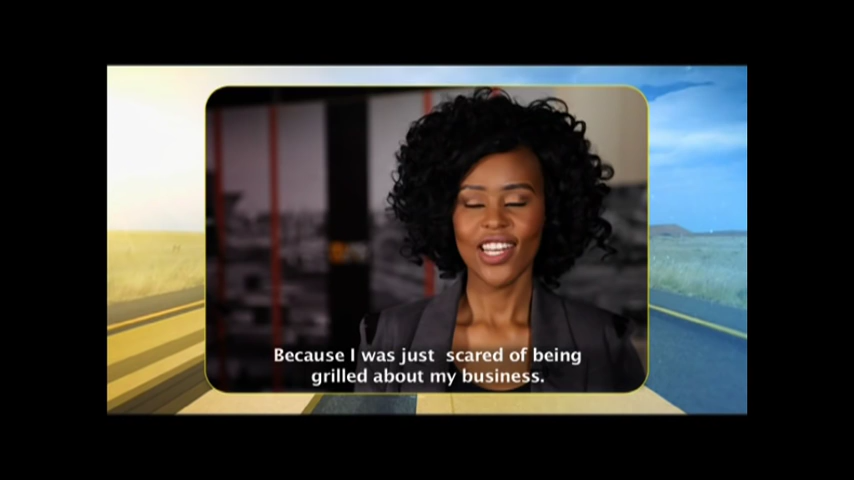 Because I was just  scared of being
grilled about my business.